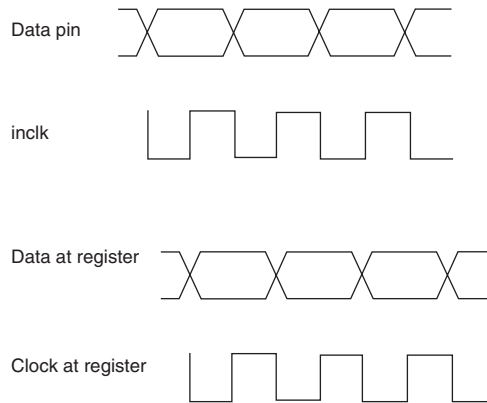 Data pin
inclk
Data at register
Clock at register